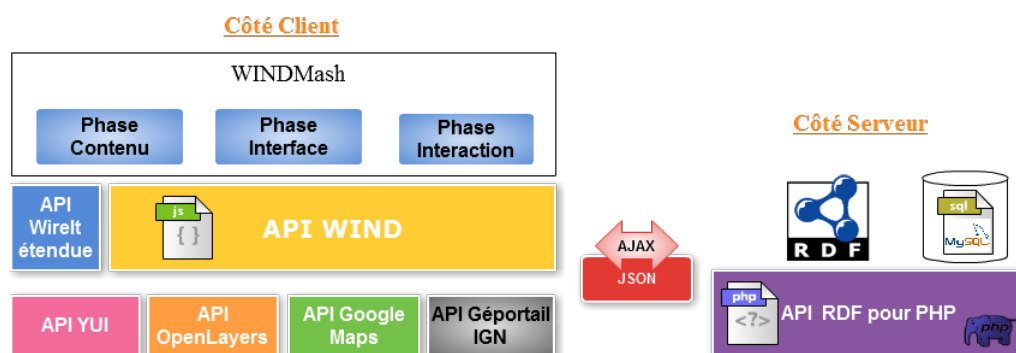 Côté Client
WINDMash
Phase
Contenu
Phase
Interface
Phase
Interaction
API
WireIt
étendue
js
{ }
API WIND
API YUI
API
OpenLayers
API Google
Maps
API Géportail
IGN
AJAX
JSON
Côté Serveur
RDF
sql
MySQL
php
<?>
API RDF pour PHP
php